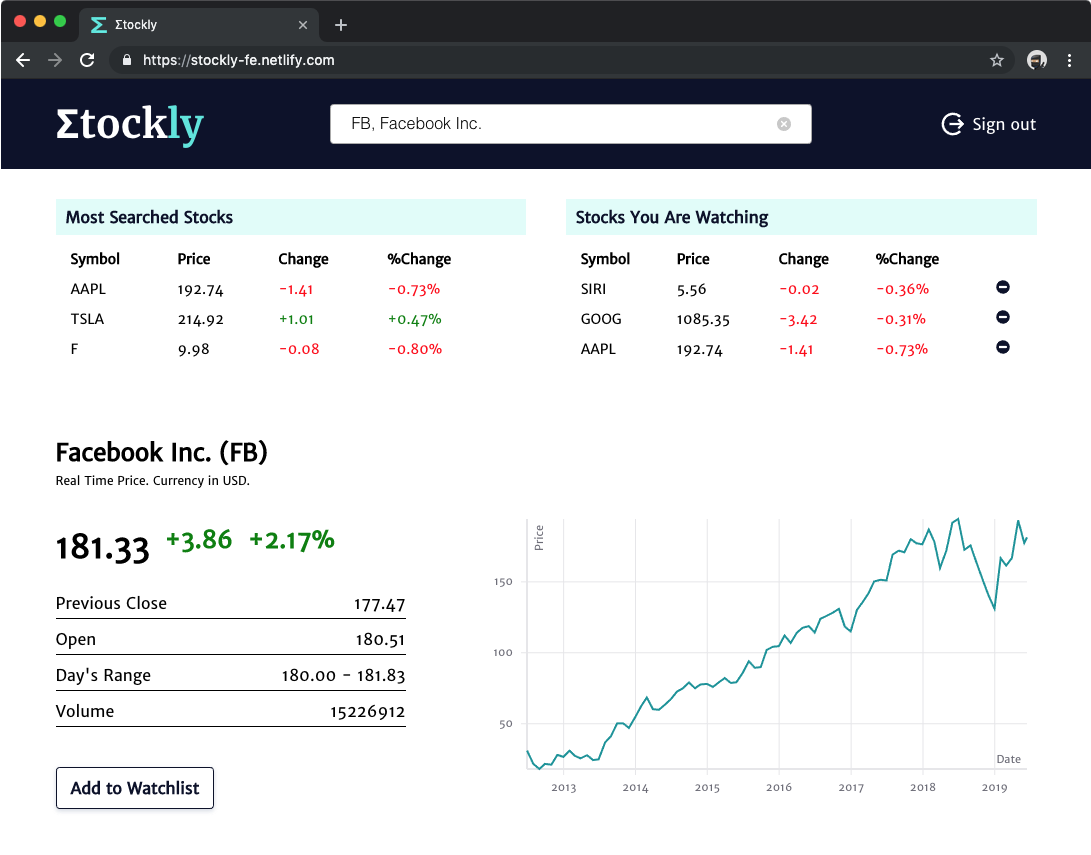 Σtockly
https://stockly-fe.netlify.com
Σtockly
FB, Facebook Inc.
Sign out
Most Searched Stocks
Symbol Price Change %Change
AAPL 192.74 -1.41 -0.73%
TSLA 214.92 +1.01 +0.47%
F 9.98 -0.08 -0.80%
Stocks You Are Watching
Symbol Price Change %Change
SIRI 5.56 -0.02 -0.36%
GOOG 1085.35 -3.42 -0.31%
AAPL 192.74 -1.41 -0.73%
Facebook Inc. (FB)
Real Time Price. Currency in USD.
181.33 +3.86 +2.17%
Previous Close 177.47
Open 180.51
Day's Range 180.00 - 181.83
Volume 15226912
Add to Watchlist
Price
150
100
50
Date
2013 2014 2015 2016 2017 2018 2019